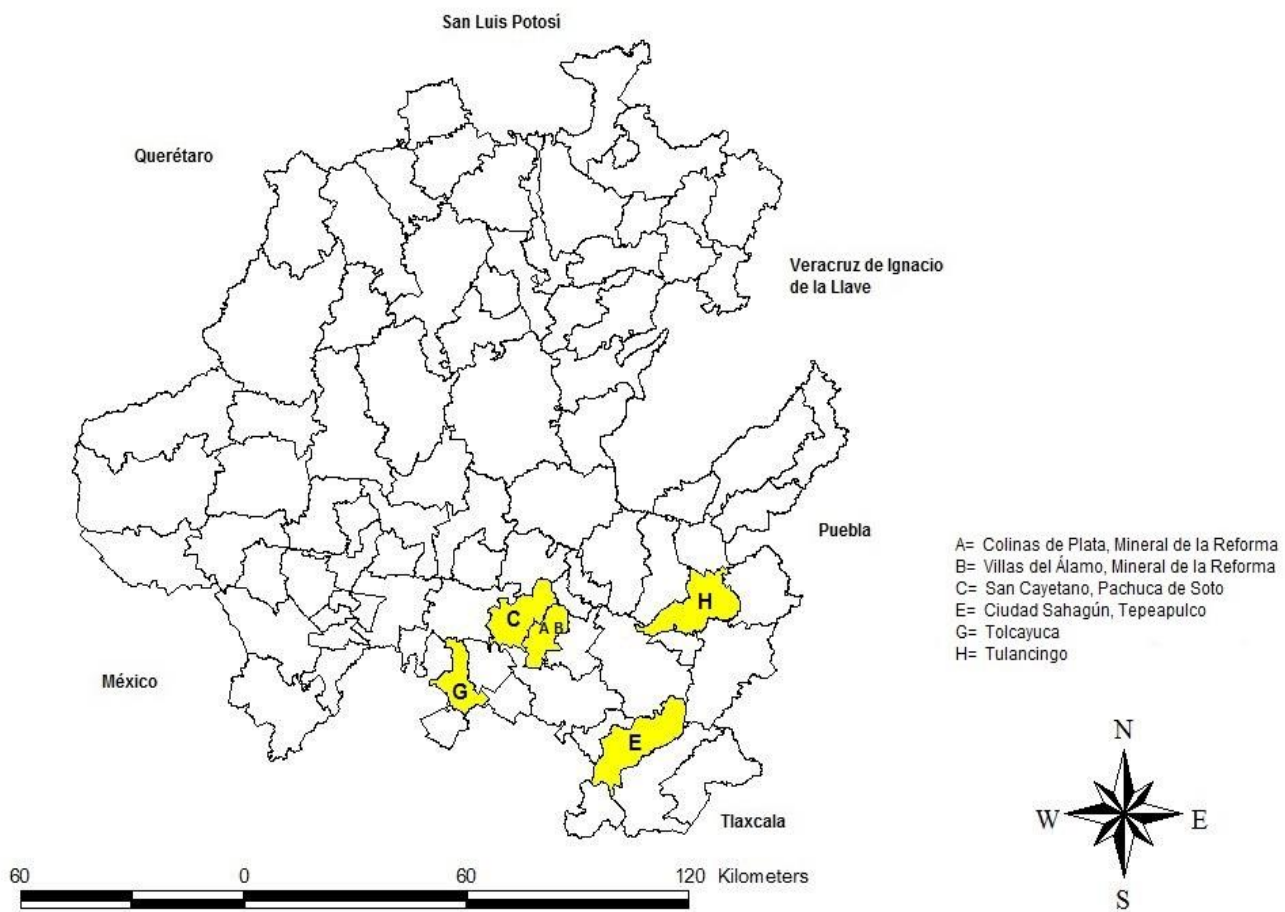 San Luis Potosí
Querétaro
Veracruz de Ignacio
de la Llave
Puebla
A= Colinas de Plata, Mineral de la Reforma
B= Villas del Álamo, Mineral de la Reforma
C= San Cayetano, Pachuca de Soto
E= Ciudad Sahagún, Tepeapulco
G= Tolcayuca
H= Tulancingo
H
C
A B
México
G
E
Tlaxcala
N
W E
S
60 0 60 120 Kilometers